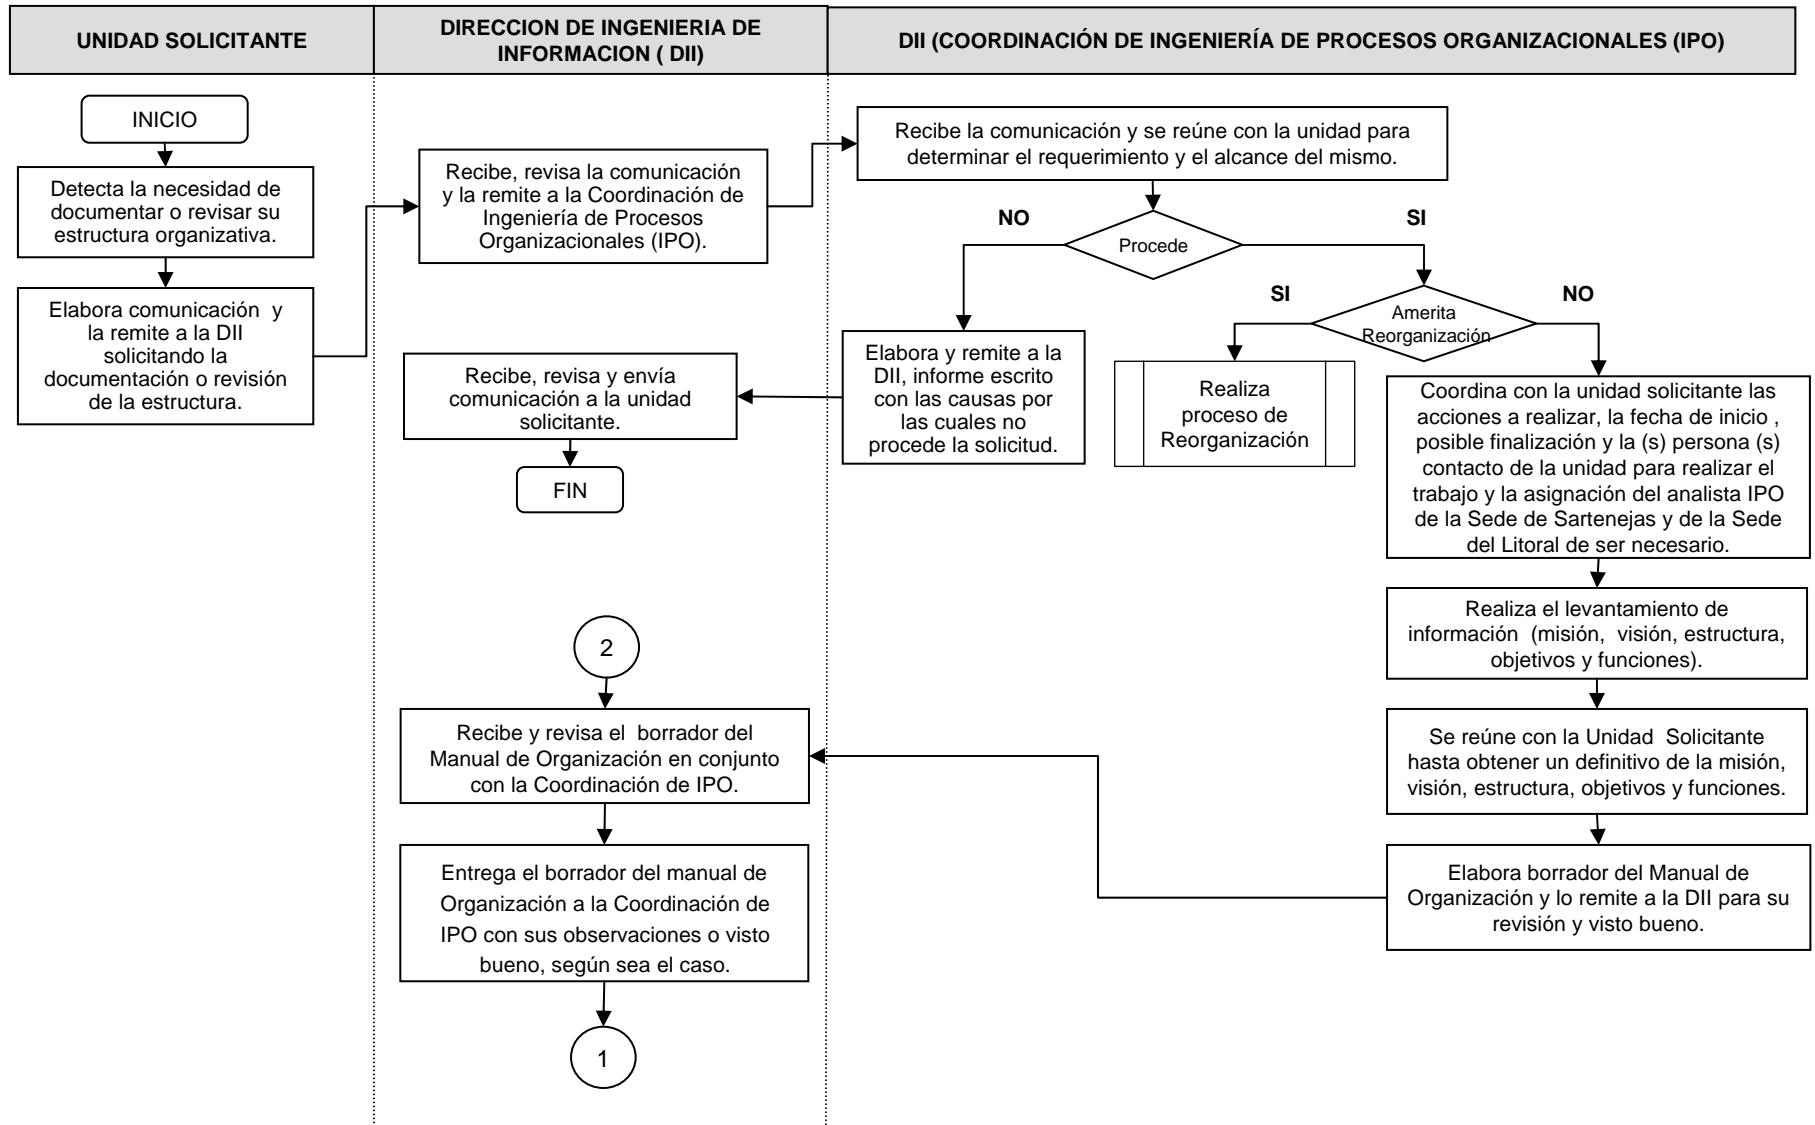 UNIDAD SOLICITANTE
DIRECCION DE INGENIERIA DE
INFORMACION ( DII)
DII (COORDINACIÓN DE INGENIERÍA DE PROCESOS ORGANIZACIONALES (IPO)
INICIO
Detecta la necesidad de
documentar o revisar su
estructura organizativa.
Elabora comunicación y
la remite a la DII
solicitando la
documentación o revisión
de la estructura.
Recibe, revisa la comunicación
y la remite a la Coordinación de
Ingeniería de Procesos
Organizacionales (IPO).
Recibe la comunicación y se reúne con la unidad para
determinar el requerimiento y el alcance del mismo.
NO
SI
Procede
SI
NO
Amerita
Reorganización
Elabora y remite a la
DII, informe escrito
con las causas por
las cuales no
procede la solicitud.
Recibe, revisa y envía
comunicación a la unidad
solicitante.
FIN
Realiza
proceso de
Reorganización
Coordina con la unidad solicitante las
acciones a realizar, la fecha de inicio ,
posible finalización y la (s) persona (s)
contacto de la unidad para realizar el
trabajo y la asignación del analista IPO
de la Sede de Sartenejas y de la Sede
del Litoral de ser necesario.
Realiza el levantamiento de
información (misión, visión, estructura,
objetivos y funciones).
Se reúne con la Unidad Solicitante
hasta obtener un definitivo de la misión,
visión, estructura, objetivos y funciones.
Elabora borrador del Manual de
Organización y lo remite a la DII para su
revisión y visto bueno.
2
Recibe y revisa el borrador del
Manual de Organización en conjunto
con la Coordinación de IPO.
Entrega el borrador del manual de
Organización a la Coordinación de
IPO con sus observaciones o visto
bueno, según sea el caso.
1